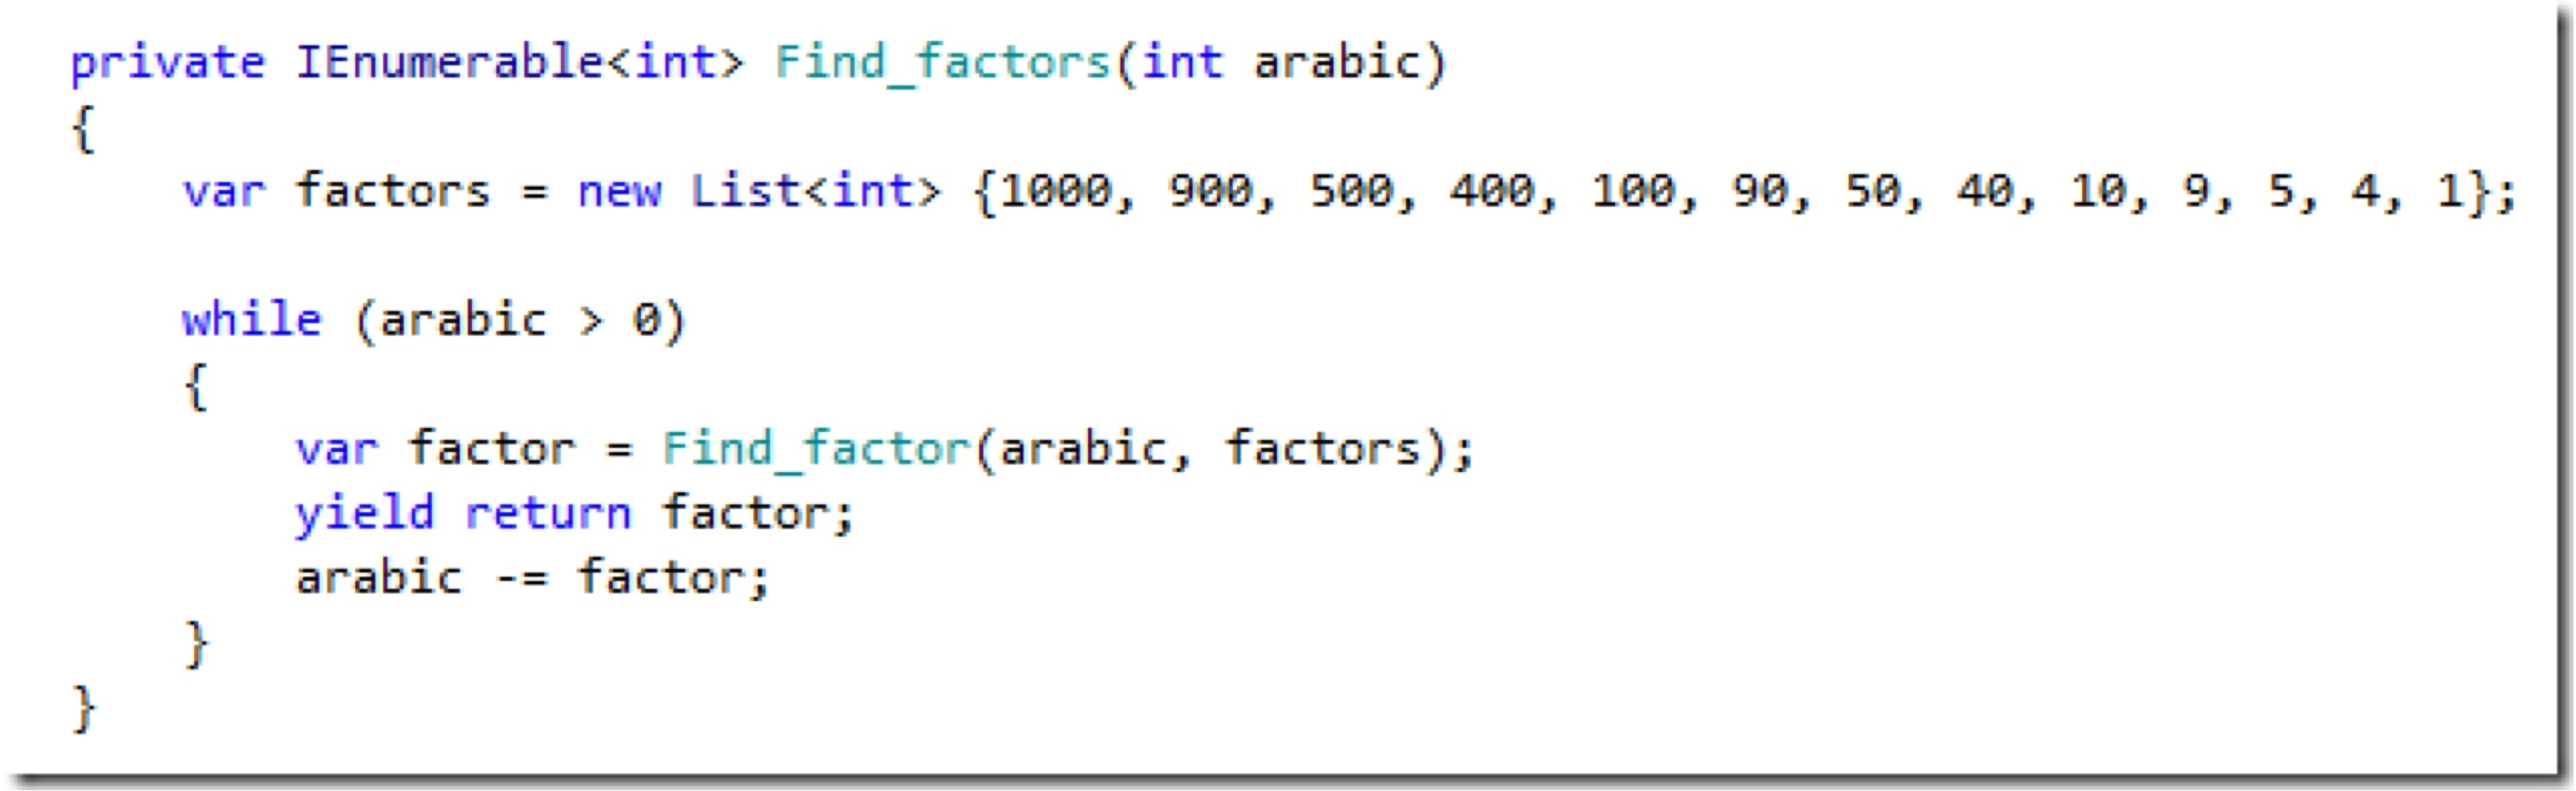 private IEnumerable<int> Find_factors(int arabic)
{
    var factors = new List<int> {1000, 900, 500, 400, 100, 90, 50, 40, 10, 9, 5, 4, 1};

    while (arabic > 0)
    {
        var factor = Find_factor(arabic, factors);
        yield return factor;
        arabic -= factor;
    }
}